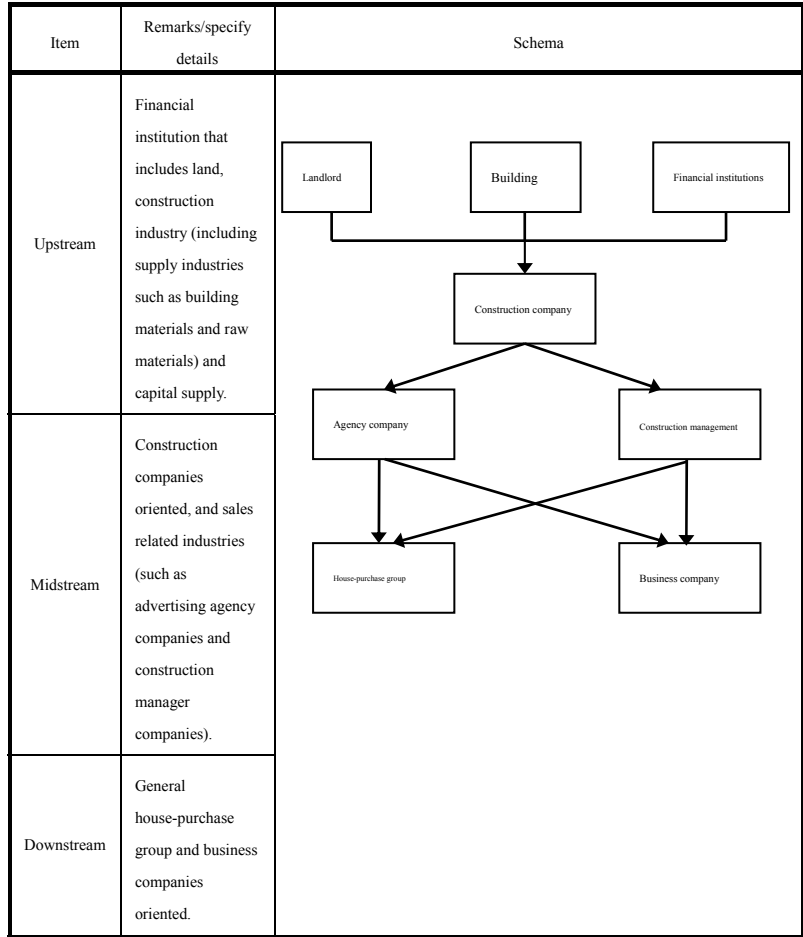 Item
Remarks/specify
details
Schema
Upstream
Financial
institution that
includes land,
construction
industry (including
supply industries
such as building
materials and raw
materials) and
capital supply.
Landlord
Building
Financial institutions
Construction company
Agency company
Construction management
House-purchase group
Business company
Midstream
Construction
companies
oriented, and sales
related industries
(such as
advertising agency
companies and
construction
manager
companies).
Downstream
General
house-purchase
group and business
companies
oriented.